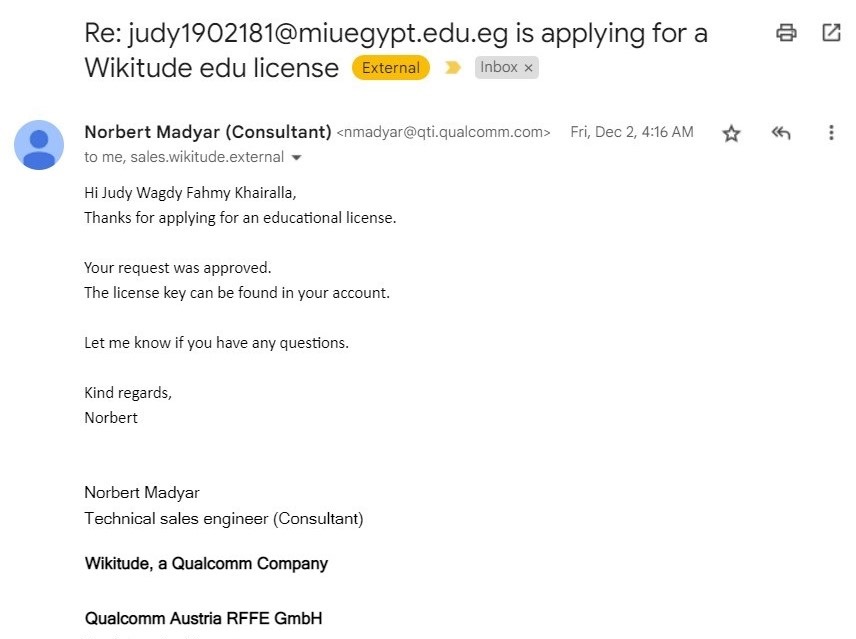 Re: judy1902181@miuegypt.edu.eg is applying for a
Wikitude edu license External Inbox ×
Norbert Madyar (Consultant) <nmadyar@qti.qualcomm.com> Fri, Dec 2, 4:16 AM
to me, sales.wikitude.external
Hi Judy Wagdy Fahmy Khairalla,
Thanks for applying for an educational license.
Your request was approved.
The license key can be found in your account.
Let me know if you have any questions.
Kind regards,
Norbert
Norbert Madyar
Technical sales engineer (Consultant)
Wikitude, a Qualcomm Company
Qualcomm Austria RFFE GmbH